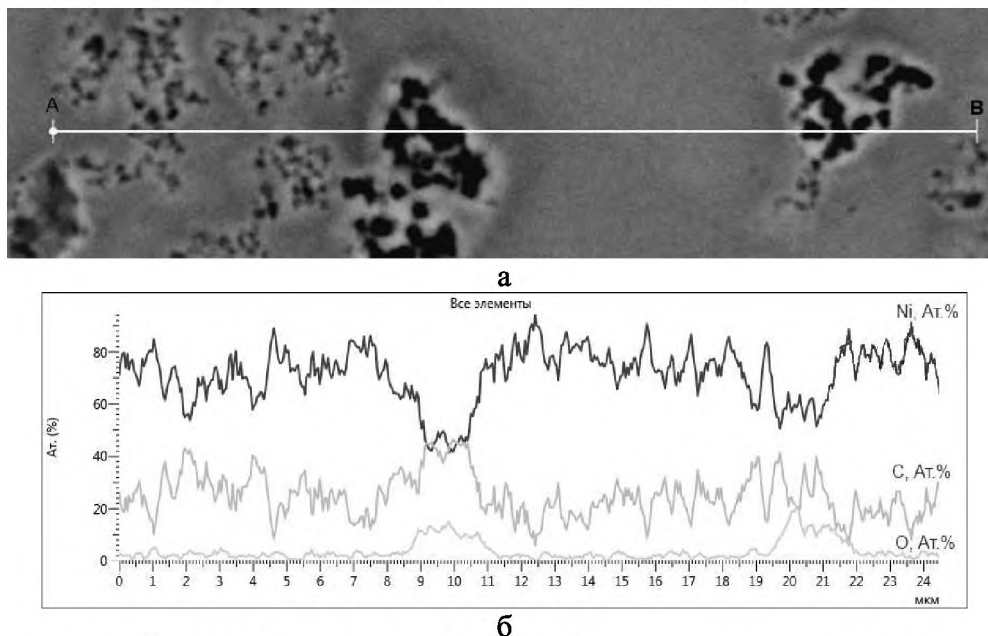 А В
а
Все элементы
Ni, Ат.%
80
60
Ат. (%)
40
С, Ат.%
20
О, Ат.%
0
0 1 2 3 4 5 6 7 8 9 10 11 12 13 14 15 16 17 18 19 20 21 22 23 24
мкм
б